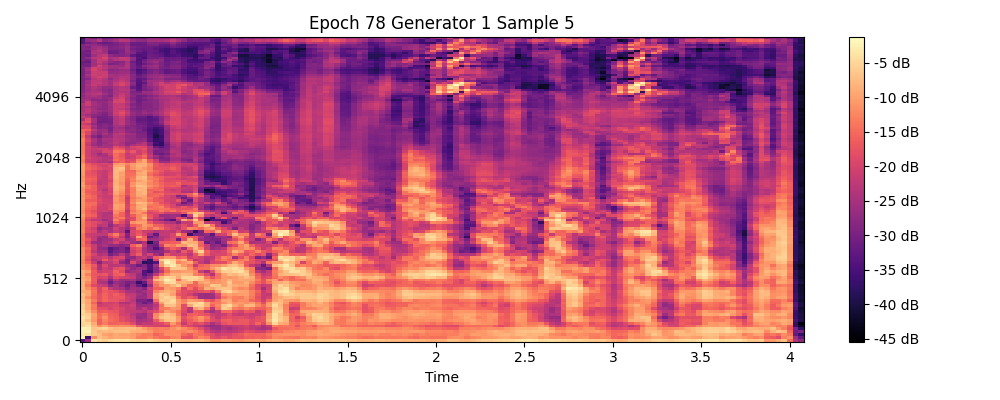 Epoch 78 Generator 1 Sample 5
Hz
4096
2048
1024
512
0
0 0.5 1 1.5 2 2.5 3 3.5 4
Time
-5 dB
-10 dB
-15 dB
-20 dB
-25 dB
-30 dB
-35 dB
-40 dB
-45 dB